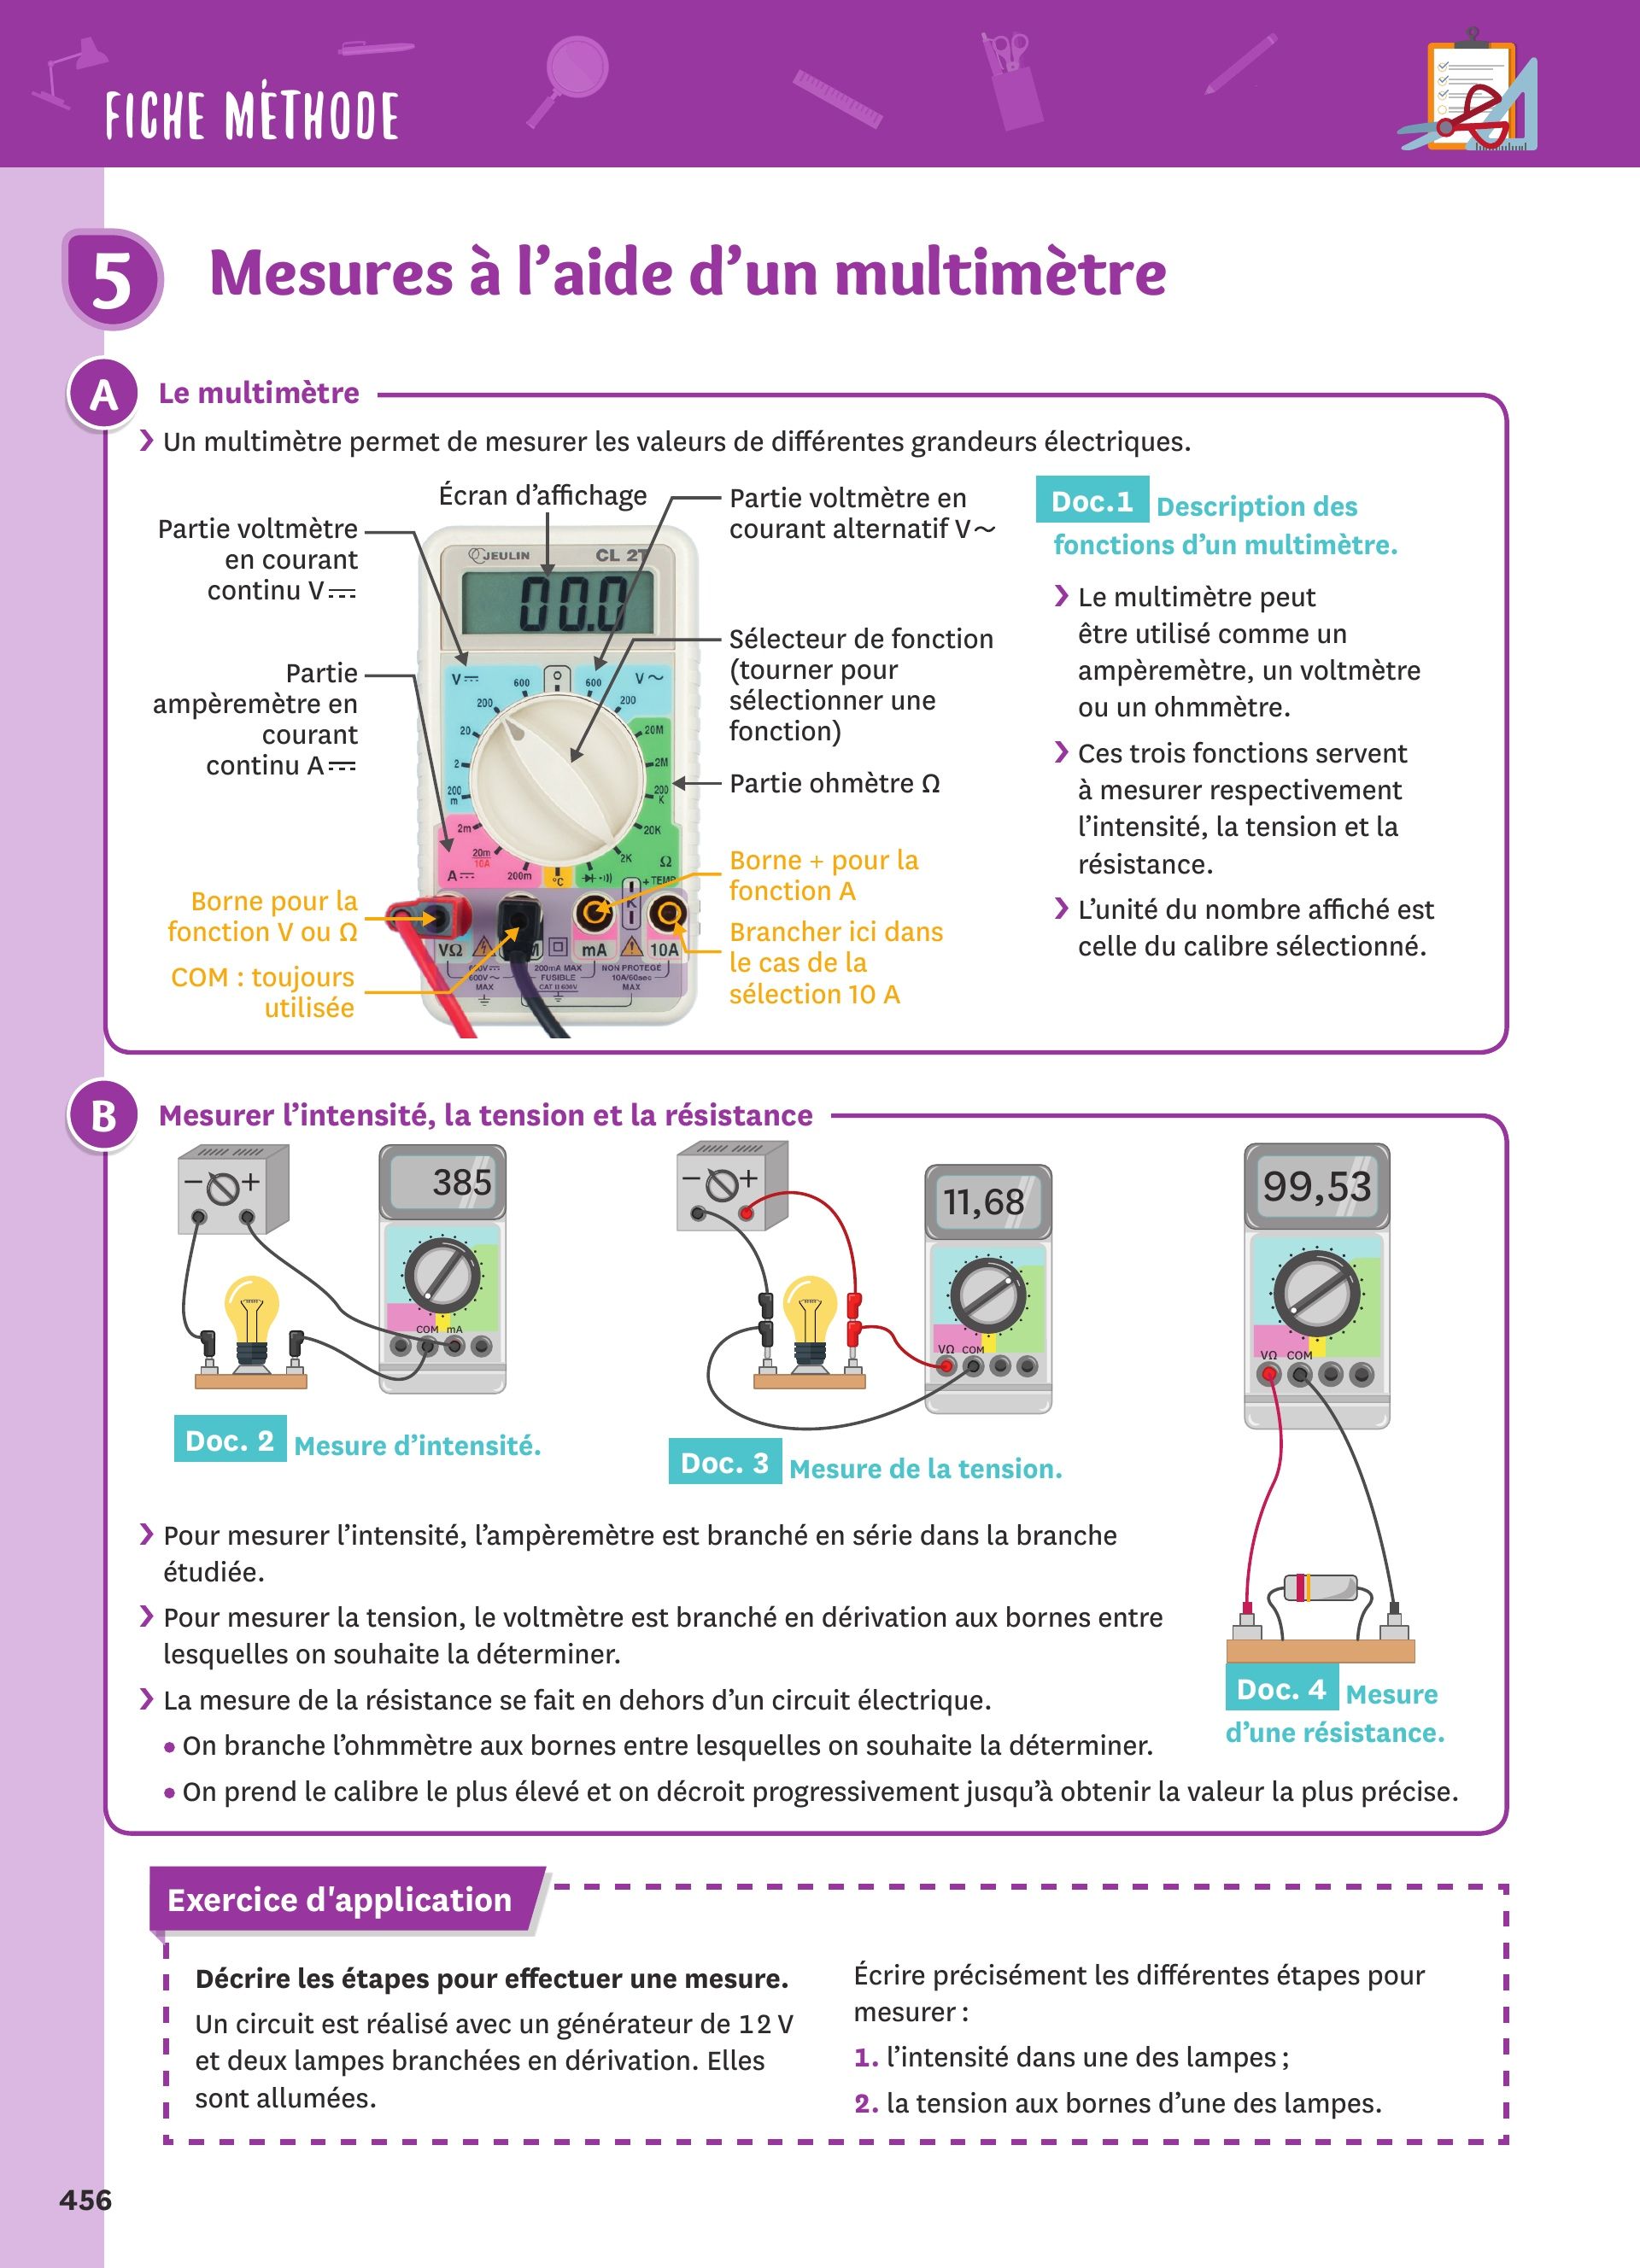 FICHE MÉTHODE
5 Mesures à l’aide d’un multimètre
A Le multimètre
❯ Un multimètre permet de mesurer les valeurs de différentes grandeurs électriques.
Écran d’affichage
Partie voltmètre
en courant
continu V⎓
Partie
ampèremètre en
courant
continu A⎓
Borne pour la
fonction V ou Ω
COM : toujours
utilisée
Partie voltmètre en
courant alternatif V~
Sélecteur de fonction
(tourner pour
sélectionner une
fonction)
Partie ohmètre Ω
Borne + pour la
fonction A
Brancher ici dans
le cas de la
sélection 10 A
JEULIN CL 2T
00.0
V⎓ 600 O 600 V~
200 200
20 20M
2 2M
200 m 200 K
2m 20K
20m 10A 2K Ω
A⎓ 200m °C + TEMP
K
VΩ mA 10A
600V~ MAX
200mA MAX
FUSIBLE
CAT II 600V
NON PROTEGE
10A/60sec
MAX
Doc.1 Description des
fonctions d’un multimètre.
❯ Le multimètre peut
être utilisé comme un
ampèremètre, un voltmètre
ou un ohmmètre.
❯ Ces trois fonctions servent
à mesurer respectivement
l’intensité, la tension et la
résistance.
❯ L’unité du nombre affiché est
celle du calibre sélectionné.
B Mesurer l’intensité, la tension et la résistance
− +
385
COM mA
Doc. 2 Mesure d’intensité.
− +
11,68
VΩ COM
Doc. 3 Mesure de la tension.
99,53
VΩ COM
Doc. 4 Mesure
d’une résistance.
❯ Pour mesurer l’intensité, l’ampèremètre est branché en série dans la branche
étudiée.
❯ Pour mesurer la tension, le voltmètre est branché en dérivation aux bornes entre
lesquelles on souhaite la déterminer.
❯ La mesure de la résistance se fait en dehors d’un circuit électrique.
• On branche l’ohmmètre aux bornes entre lesquelles on souhaite la déterminer.
• On prend le calibre le plus élevé et on décroit progressivement jusqu’à obtenir la valeur la plus précise.
Exercice d'application
Décrire les étapes pour effectuer une mesure.
Un circuit est réalisé avec un générateur de 12 V
et deux lampes branchées en dérivation. Elles
sont allumées.
Écrire précisément les différentes étapes pour
mesurer :
1. l’intensité dans une des lampes ;
2. la tension aux bornes d’une des lampes.
456